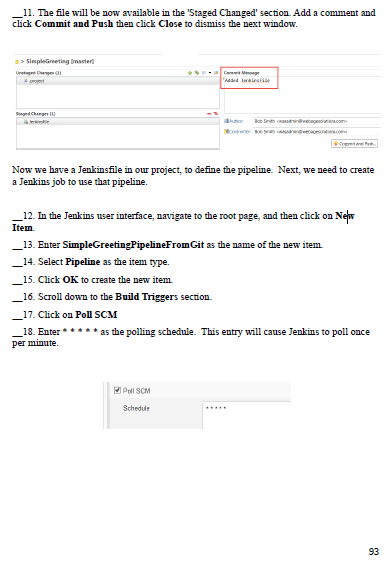 __11. The file will be now available in the 'Staged Changed' section. Add a comment and
click Commit and Push then click Close to dismiss the next window.
> SimpleGreeting [master]
Unstaged Changes (1)
.project
Staged Changes (1)
Jenkinsfile
Commit Message
Added Jenkinsfile
Author: Bob Smith <wasadmin@webagesolutions.com>
Committer: Bob Smith <wasadmin@webagesolutions.com>
Commit and Push...
Now we have a Jenkinsfile in our project, to define the pipeline. Next, we need to create
a Jenkins job to use that pipeline.
__12. In the Jenkins user interface, navigate to the root page, and then click on New
Item.
__13. Enter SimpleGreetingPipelineFromGit as the name of the new item.
__14. Select Pipeline as the item type.
__15. Click OK to create the new item.
__16. Scroll down to the Build Triggers section.
__17. Click on Poll SCM
__18. Enter * * * * * as the polling schedule. This entry will cause Jenkins to poll once
per minute.
Poll SCM
Schedule
* * * * *
93